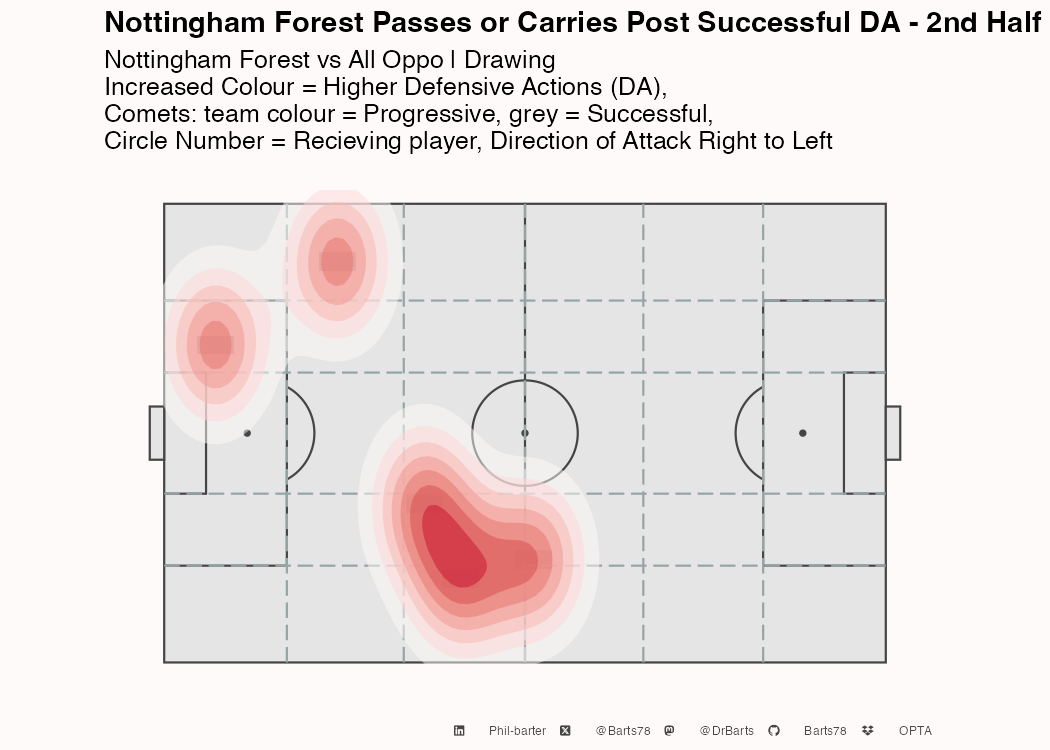 Nottingham Forest Passes or Carries Post Successful DA - 2nd Half
Nottingham Forest vs All Oppo | Drawing
Increased Colour = Higher Defensive Actions (DA),
Comets: team colour = Progressive, grey = Successful,
Circle Number = Recieving player, Direction of Attack Right to Left
Phil-barter @Barts78 @DrBarts Barts78 OPTA